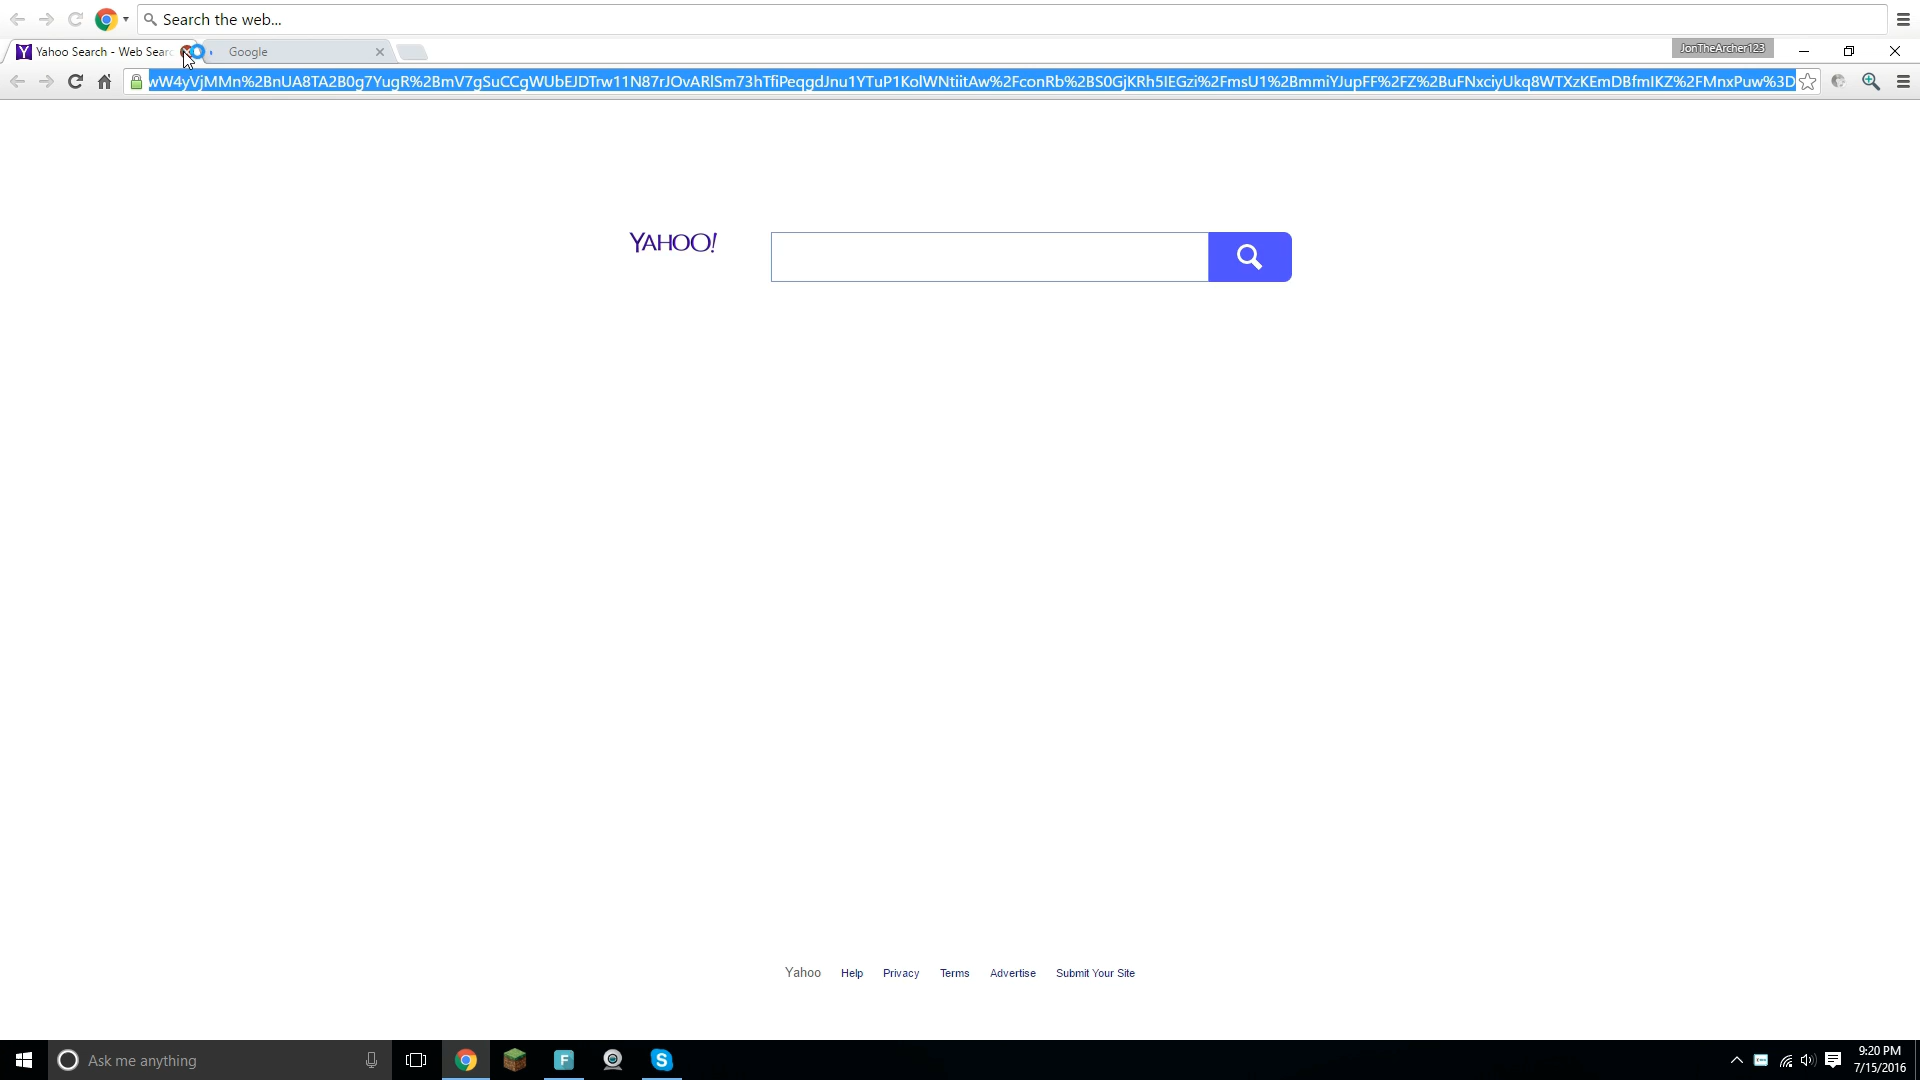 Search the web...
Yahoo Search - Web Sear
Google
JonTheArcher123
wW4yVjMMn%2BnUA8TA2B0g7YugR%2BmV7gSuCCgWUbEJDTrw11N87rJOvARlSm73hTfiPeqgdJnu1YTuP1KolWNtiitAw%2FconRb%2BS0GjKRh5IEGzi%2FmsU1%2BmmiYJupFF%2FZ%2BuFNxciyUkq8WTXzKEmDBfmIKZ%2FMnxPuw%3D
YAHOO!
Yahoo Help Privacy Terms Advertise Submit Your Site
Ask me anything
9:20 PM
7/15/2016